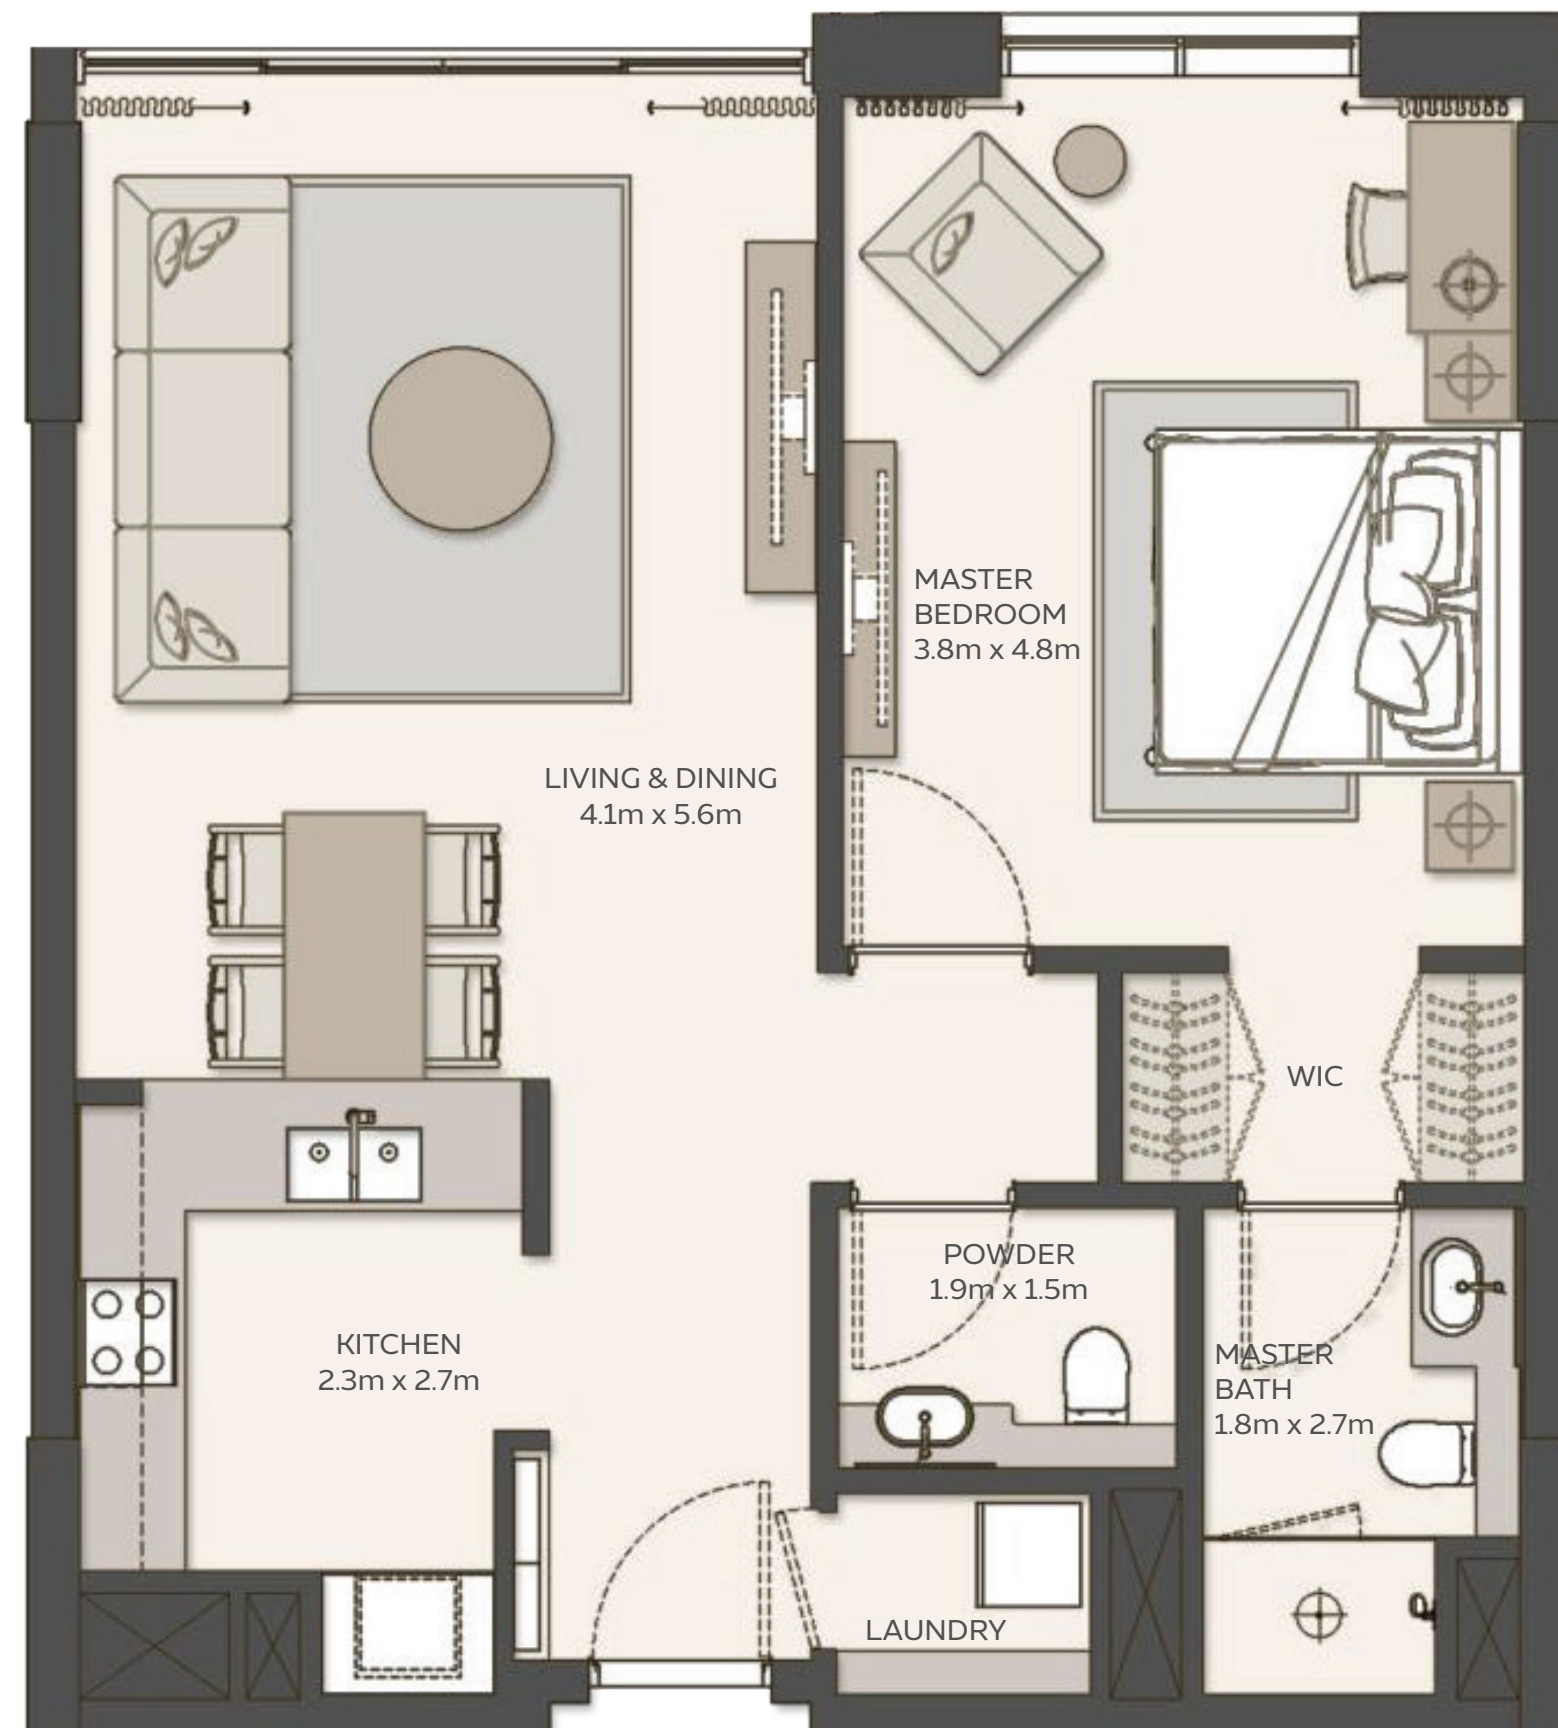 MASTER
BEDROOM
3.8m x 4.8m
LIVING & DINING
4.1m x 5.6m
WIC
POWDER
1.9m x 1.5m
KITCHEN
2.3m x 2.7m
MASTER
BATH
1.8m x 2.7m
LAUNDRY